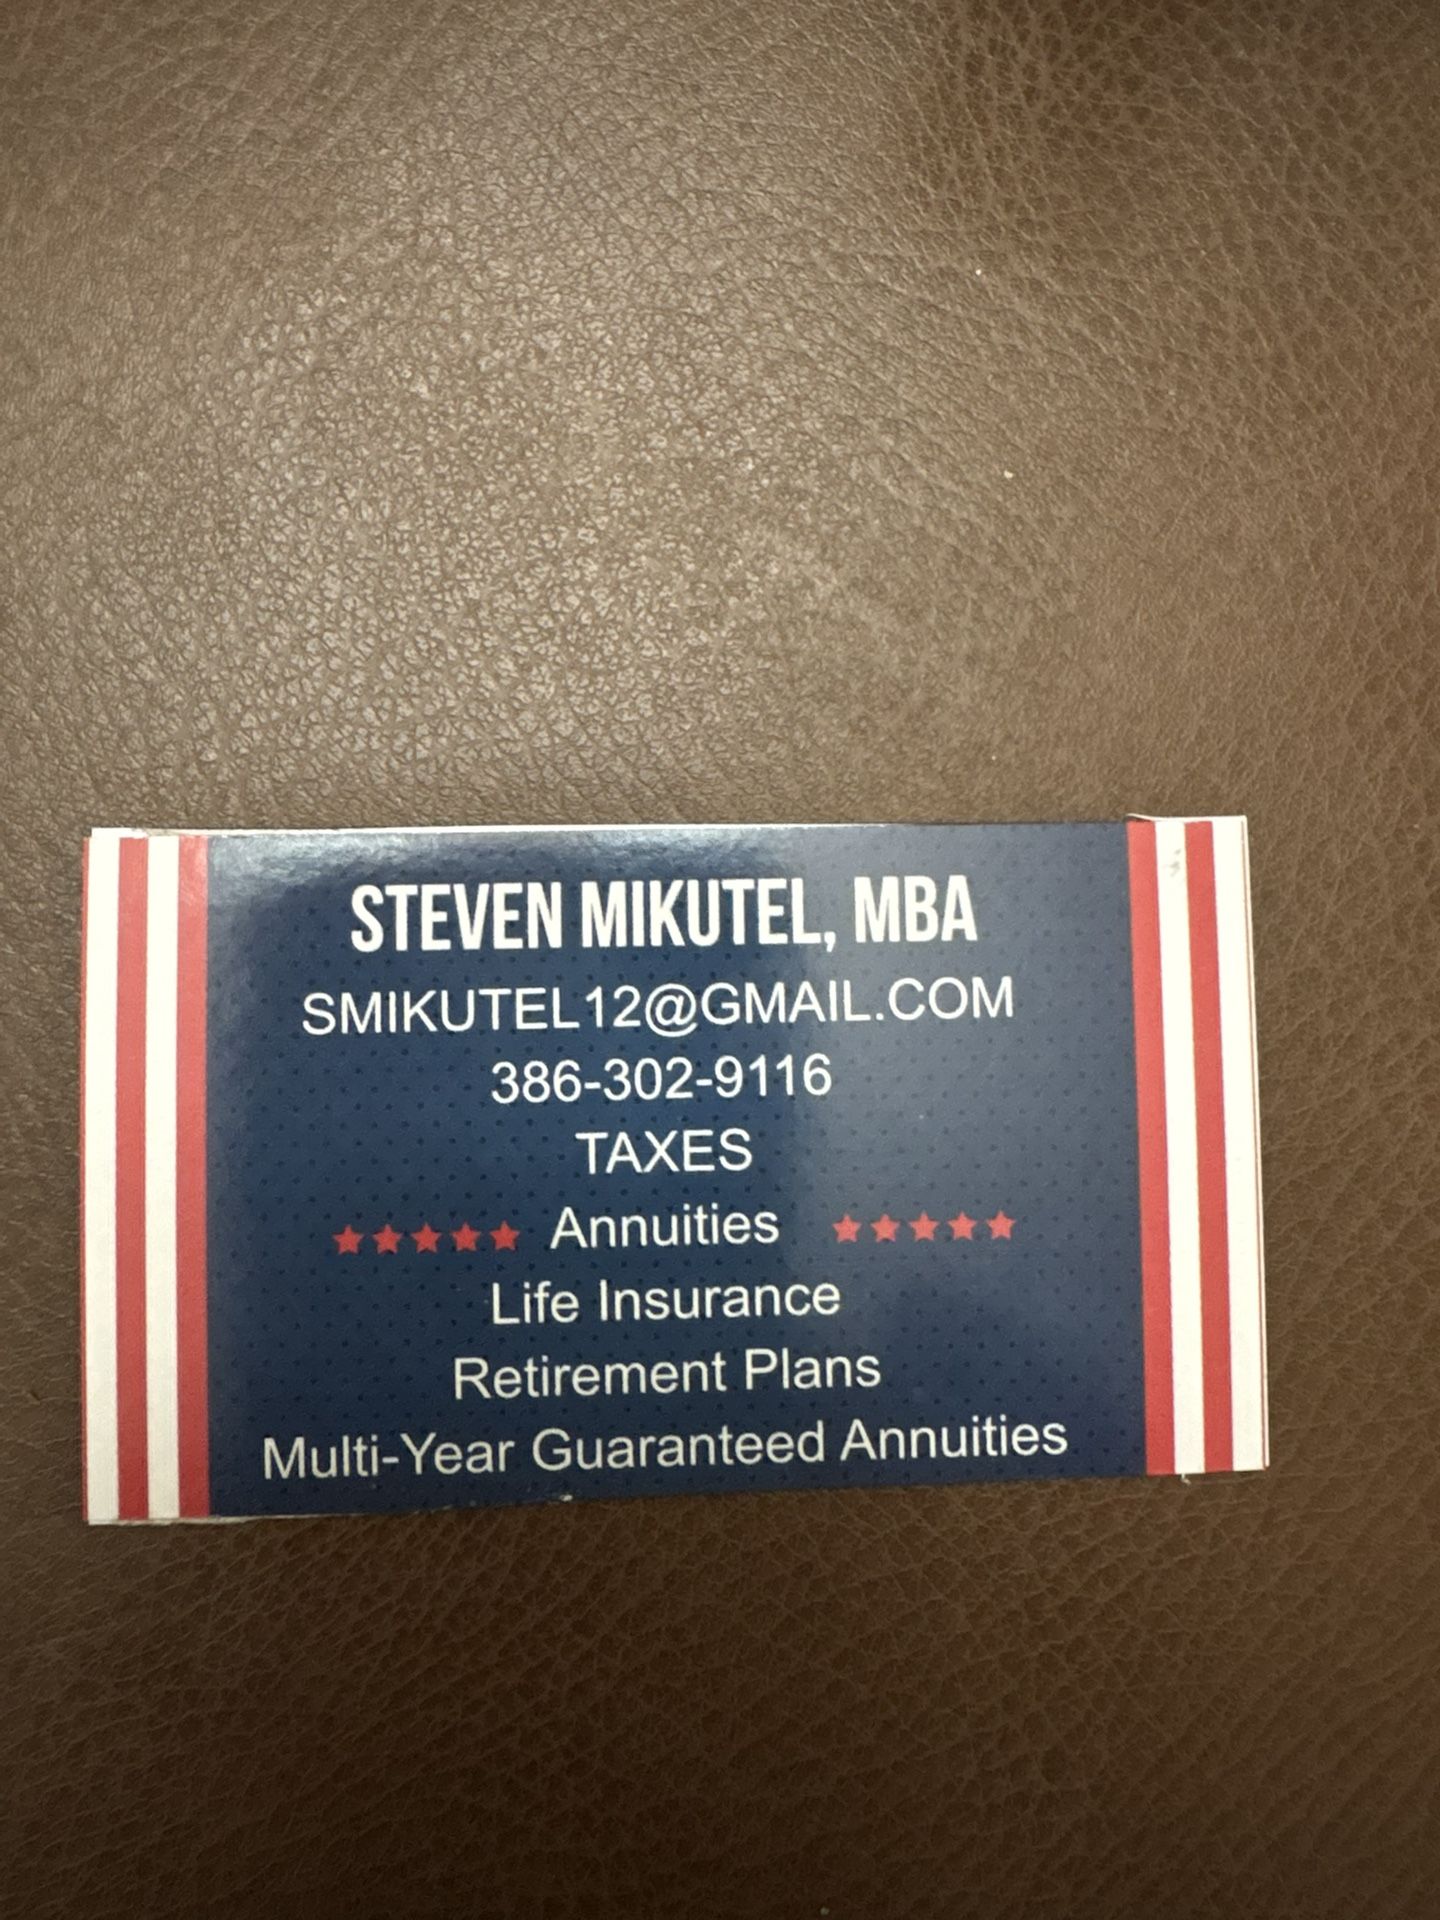 STEVEN MIKUTEL, MBA
SMIKUTEL12@GMAIL.COM
386-302-9116
TAXES
Annuities
Life Insurance
Retirement Plans
Multi-Year Guaranteed Annuities